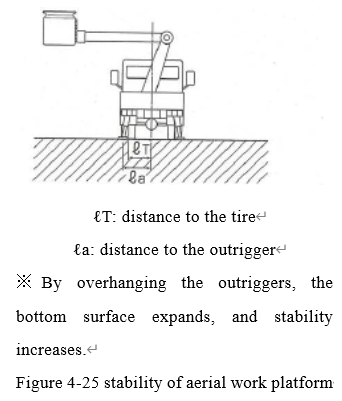 ℓT
ℓa
ℓT: distance to the tire↵
ℓa: distance to the outrigger↵
※ By overhanging the outriggers, the
bottom surface expands, and stability
increases.↵
Figure 4-25 stability of aerial work platform